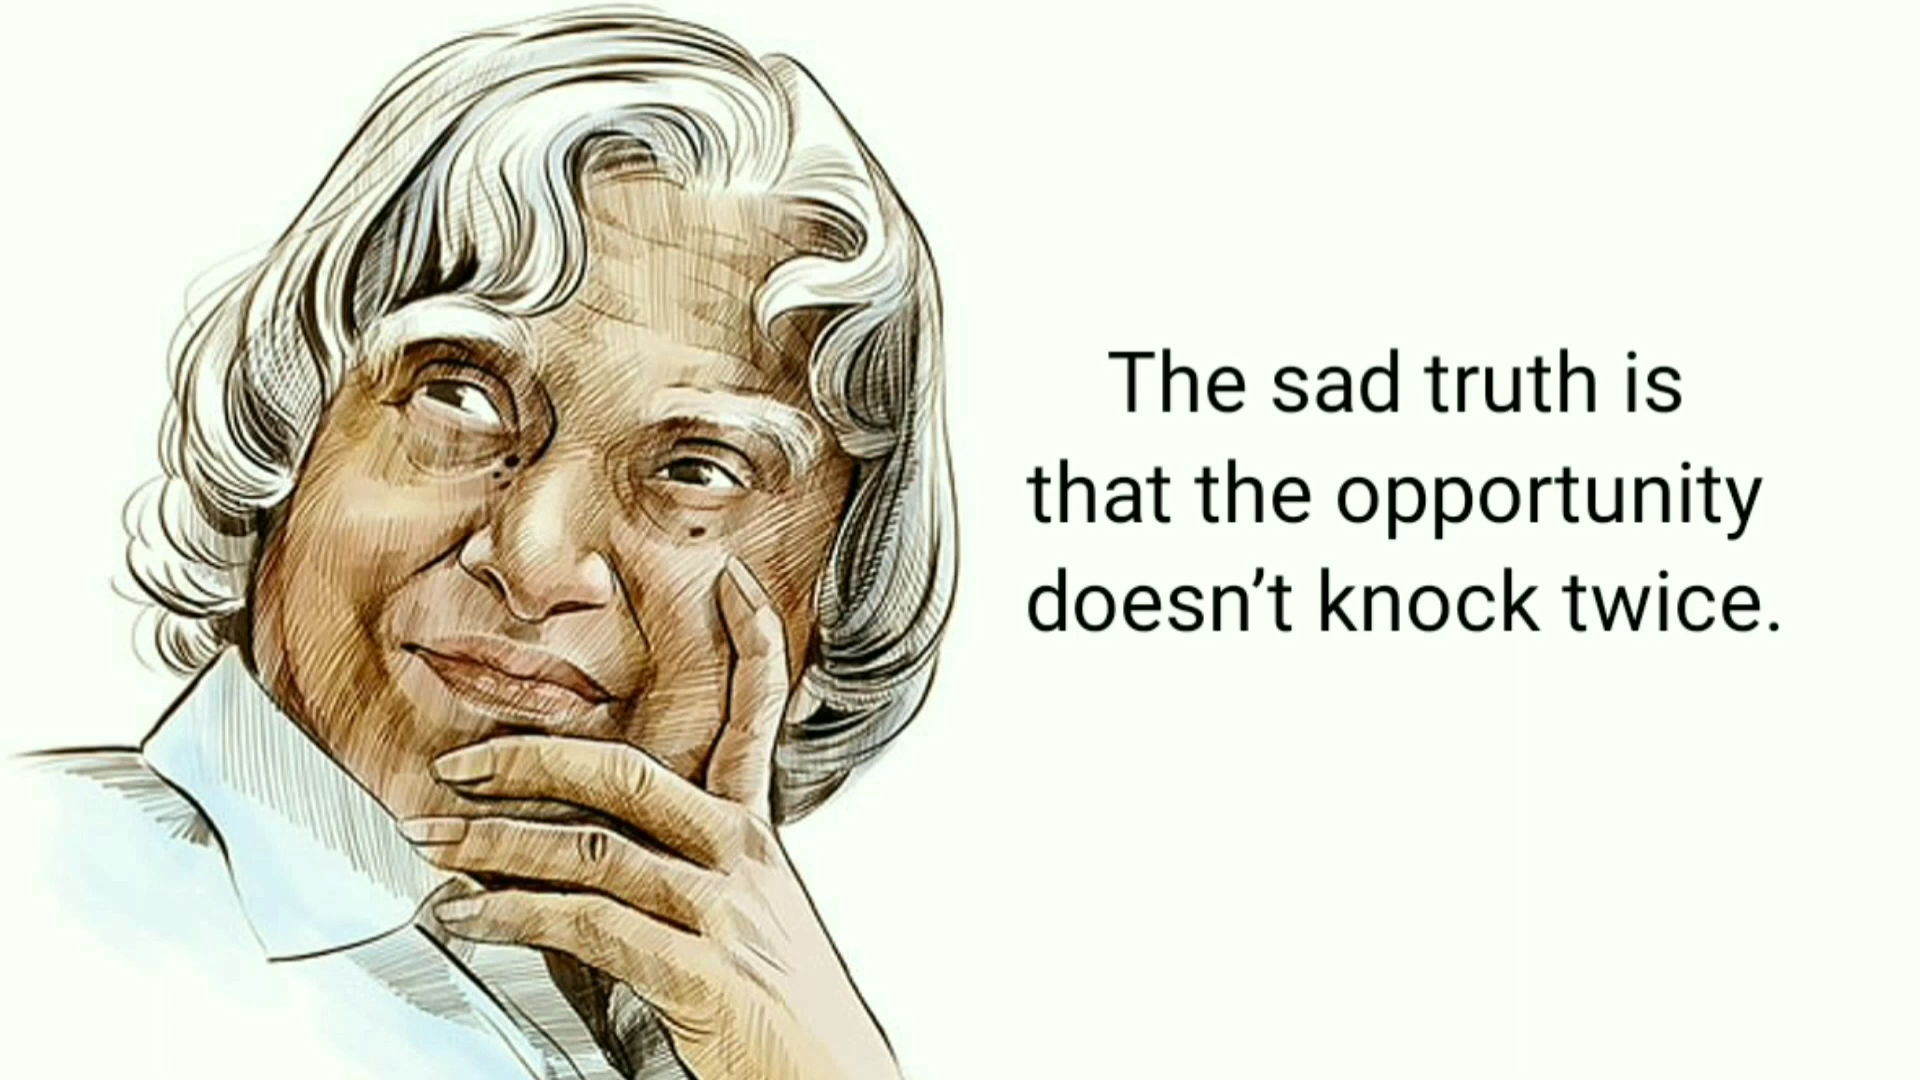 The sad truth is
that the opportunity
doesn’t knock twice.